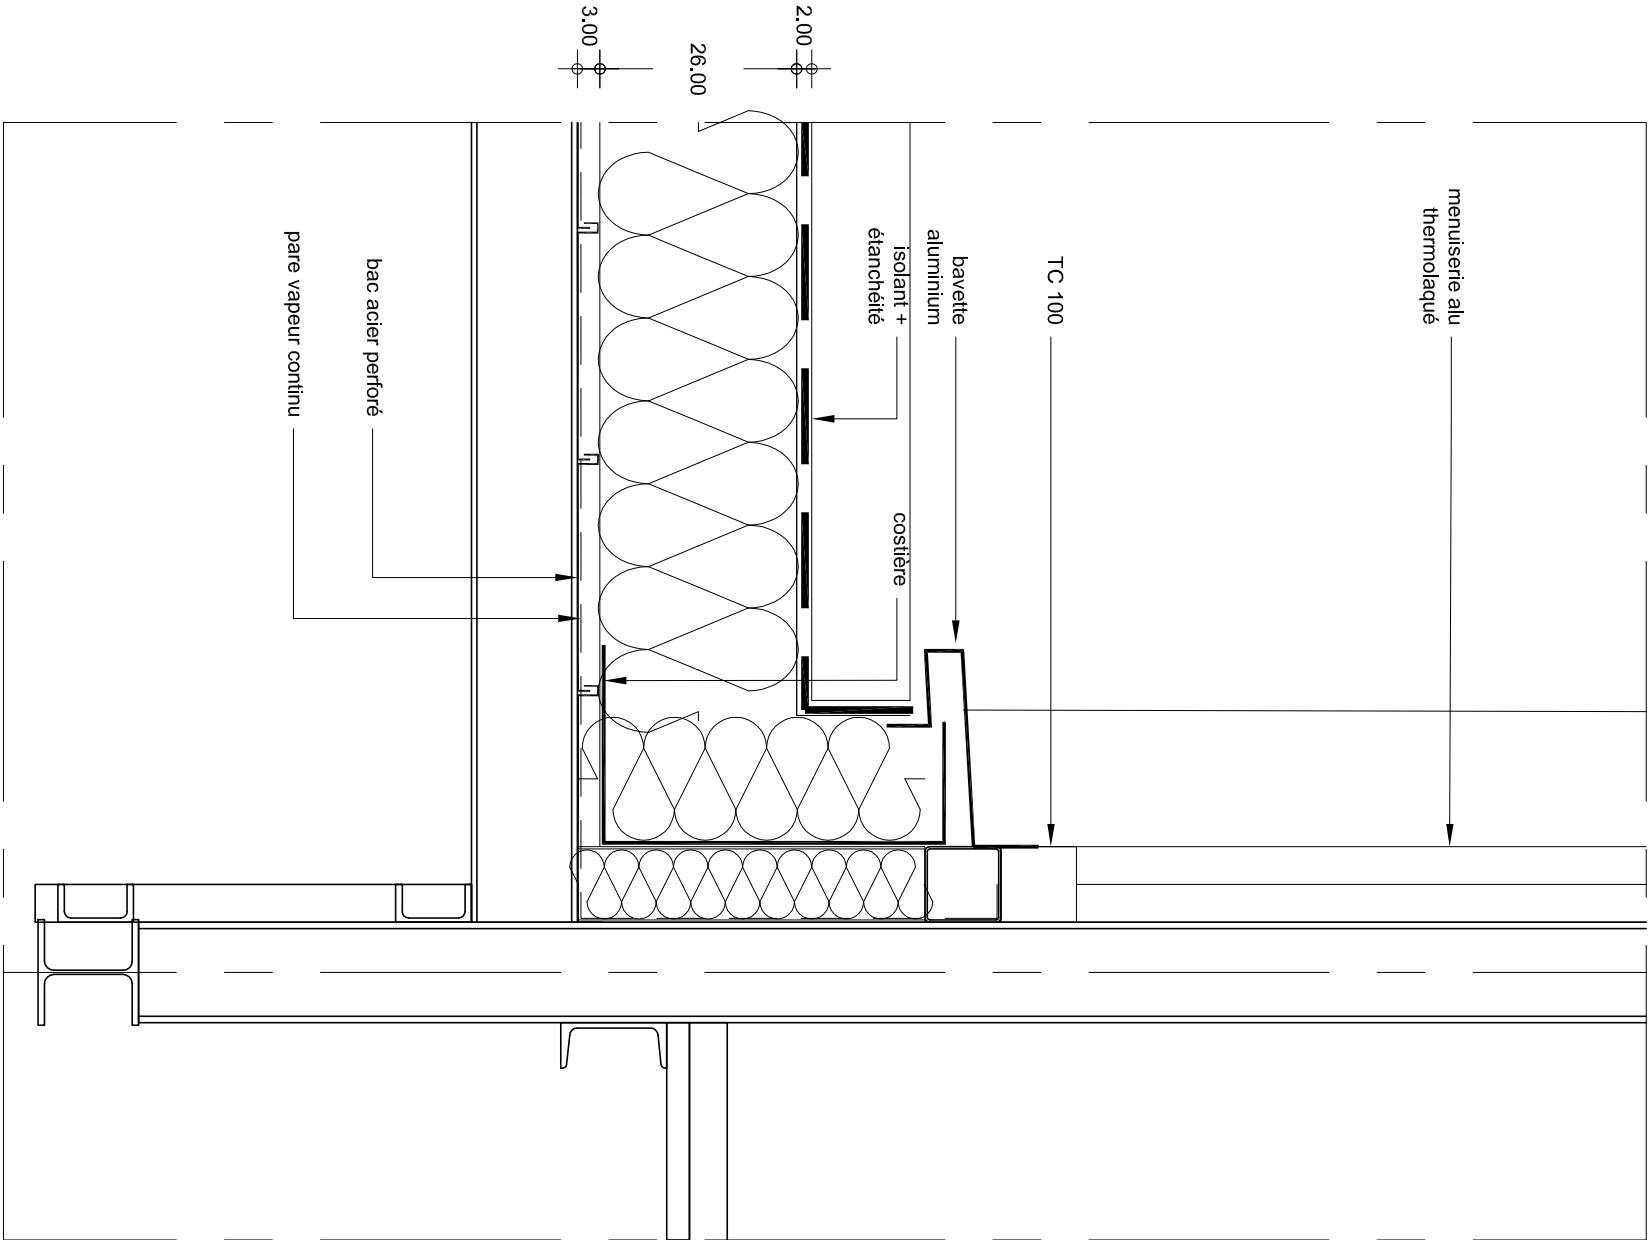 menuiserie alu
thermolaqué
TC 100
bavette
aluminium
isolant +
étanchéité
costière
2.00
26.00
3.00
bac acier perforé
pare vapeur continu